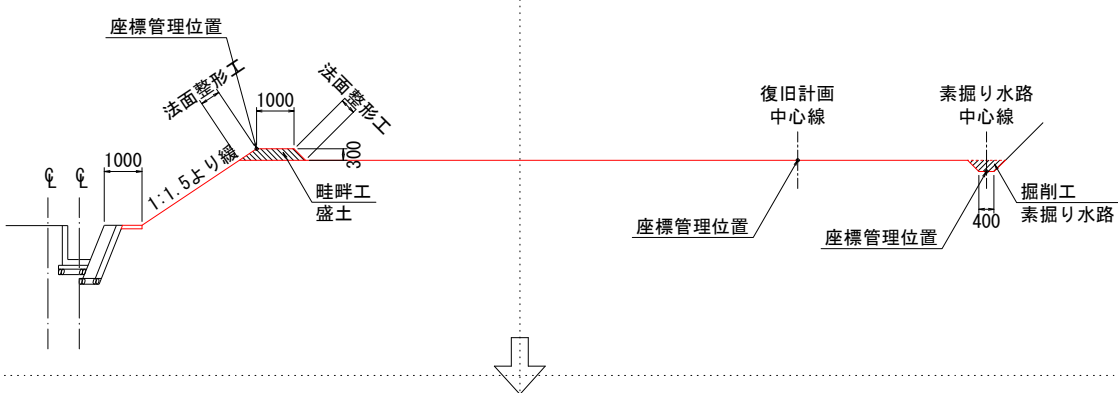 座標管理位置
法面整形工
法面整形工
1000
300
畦畔工
盛土
1:1.5より緩
1000
℄
℄
復旧計画
中心線
素掘り水路
中心線
座標管理位置
座標管理位置
400
掘削工
素掘り水路